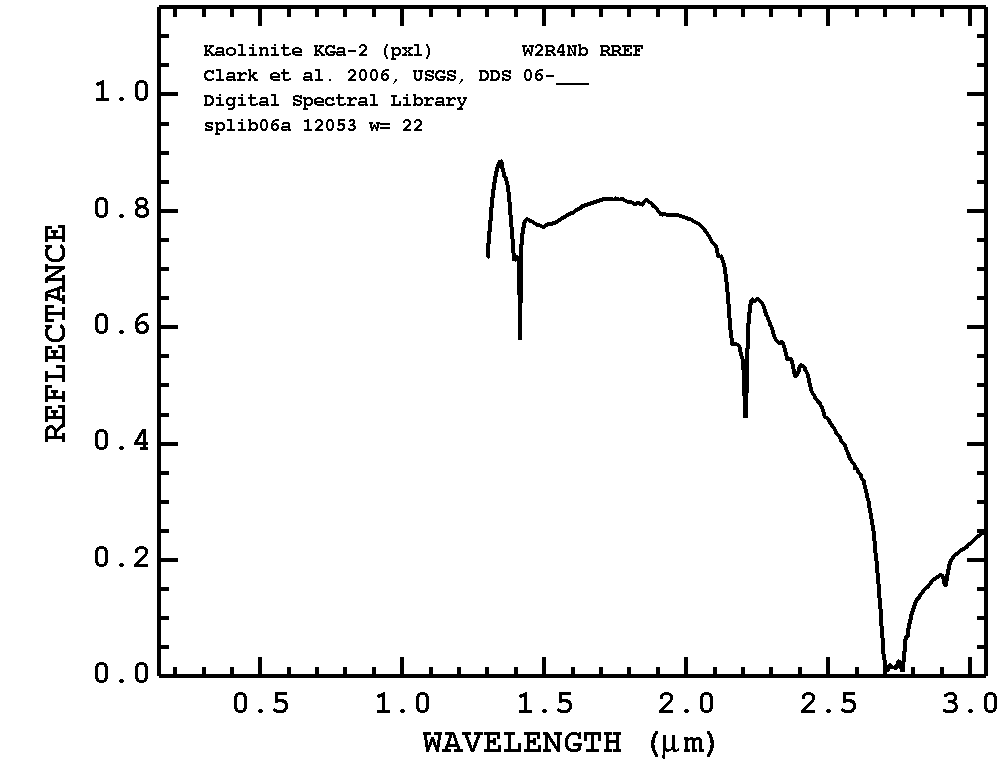 Kaolinite KGa-2 (pxl) W2R4Nb RREF
Clark et al. 2006, USGS, DDS 06-___
Digital Spectral Library
splib06a 12053 w= 22
REFLECTANCE
1.0
0.8
0.6
0.4
0.2
0.0
0.5 1.0 1.5 2.0 2.5 3.0
WAVELENGTH (μm)